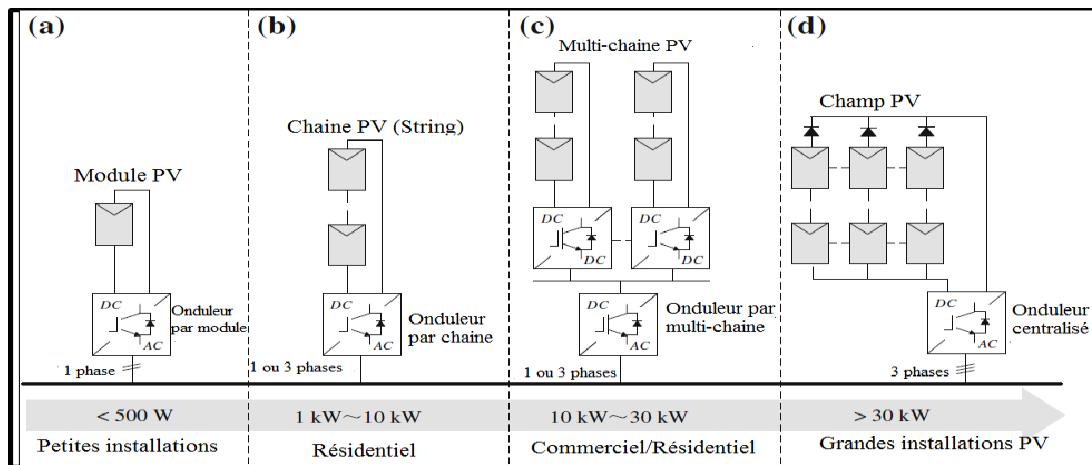 (a)
Module PV
DC
AC
Onduleur
par module
1 phase
< 500 W
Petites installations
(b)
Chaine PV (String)
DC
AC
Onduleur
par chaine
1 ou 3 phases
1 kW～10 kW
Résidentiel
(c)
Multi-chaine PV
DC
DC
DC
DC
DC
AC
Onduleur par
multi-chaine
1 ou 3 phases
10 kW～30 kW
Commerciel/Résidentiel
(d)
Champ PV
DC
AC
Onduleur
centralisé
3 phases
> 30 kW
Grandes installations PV